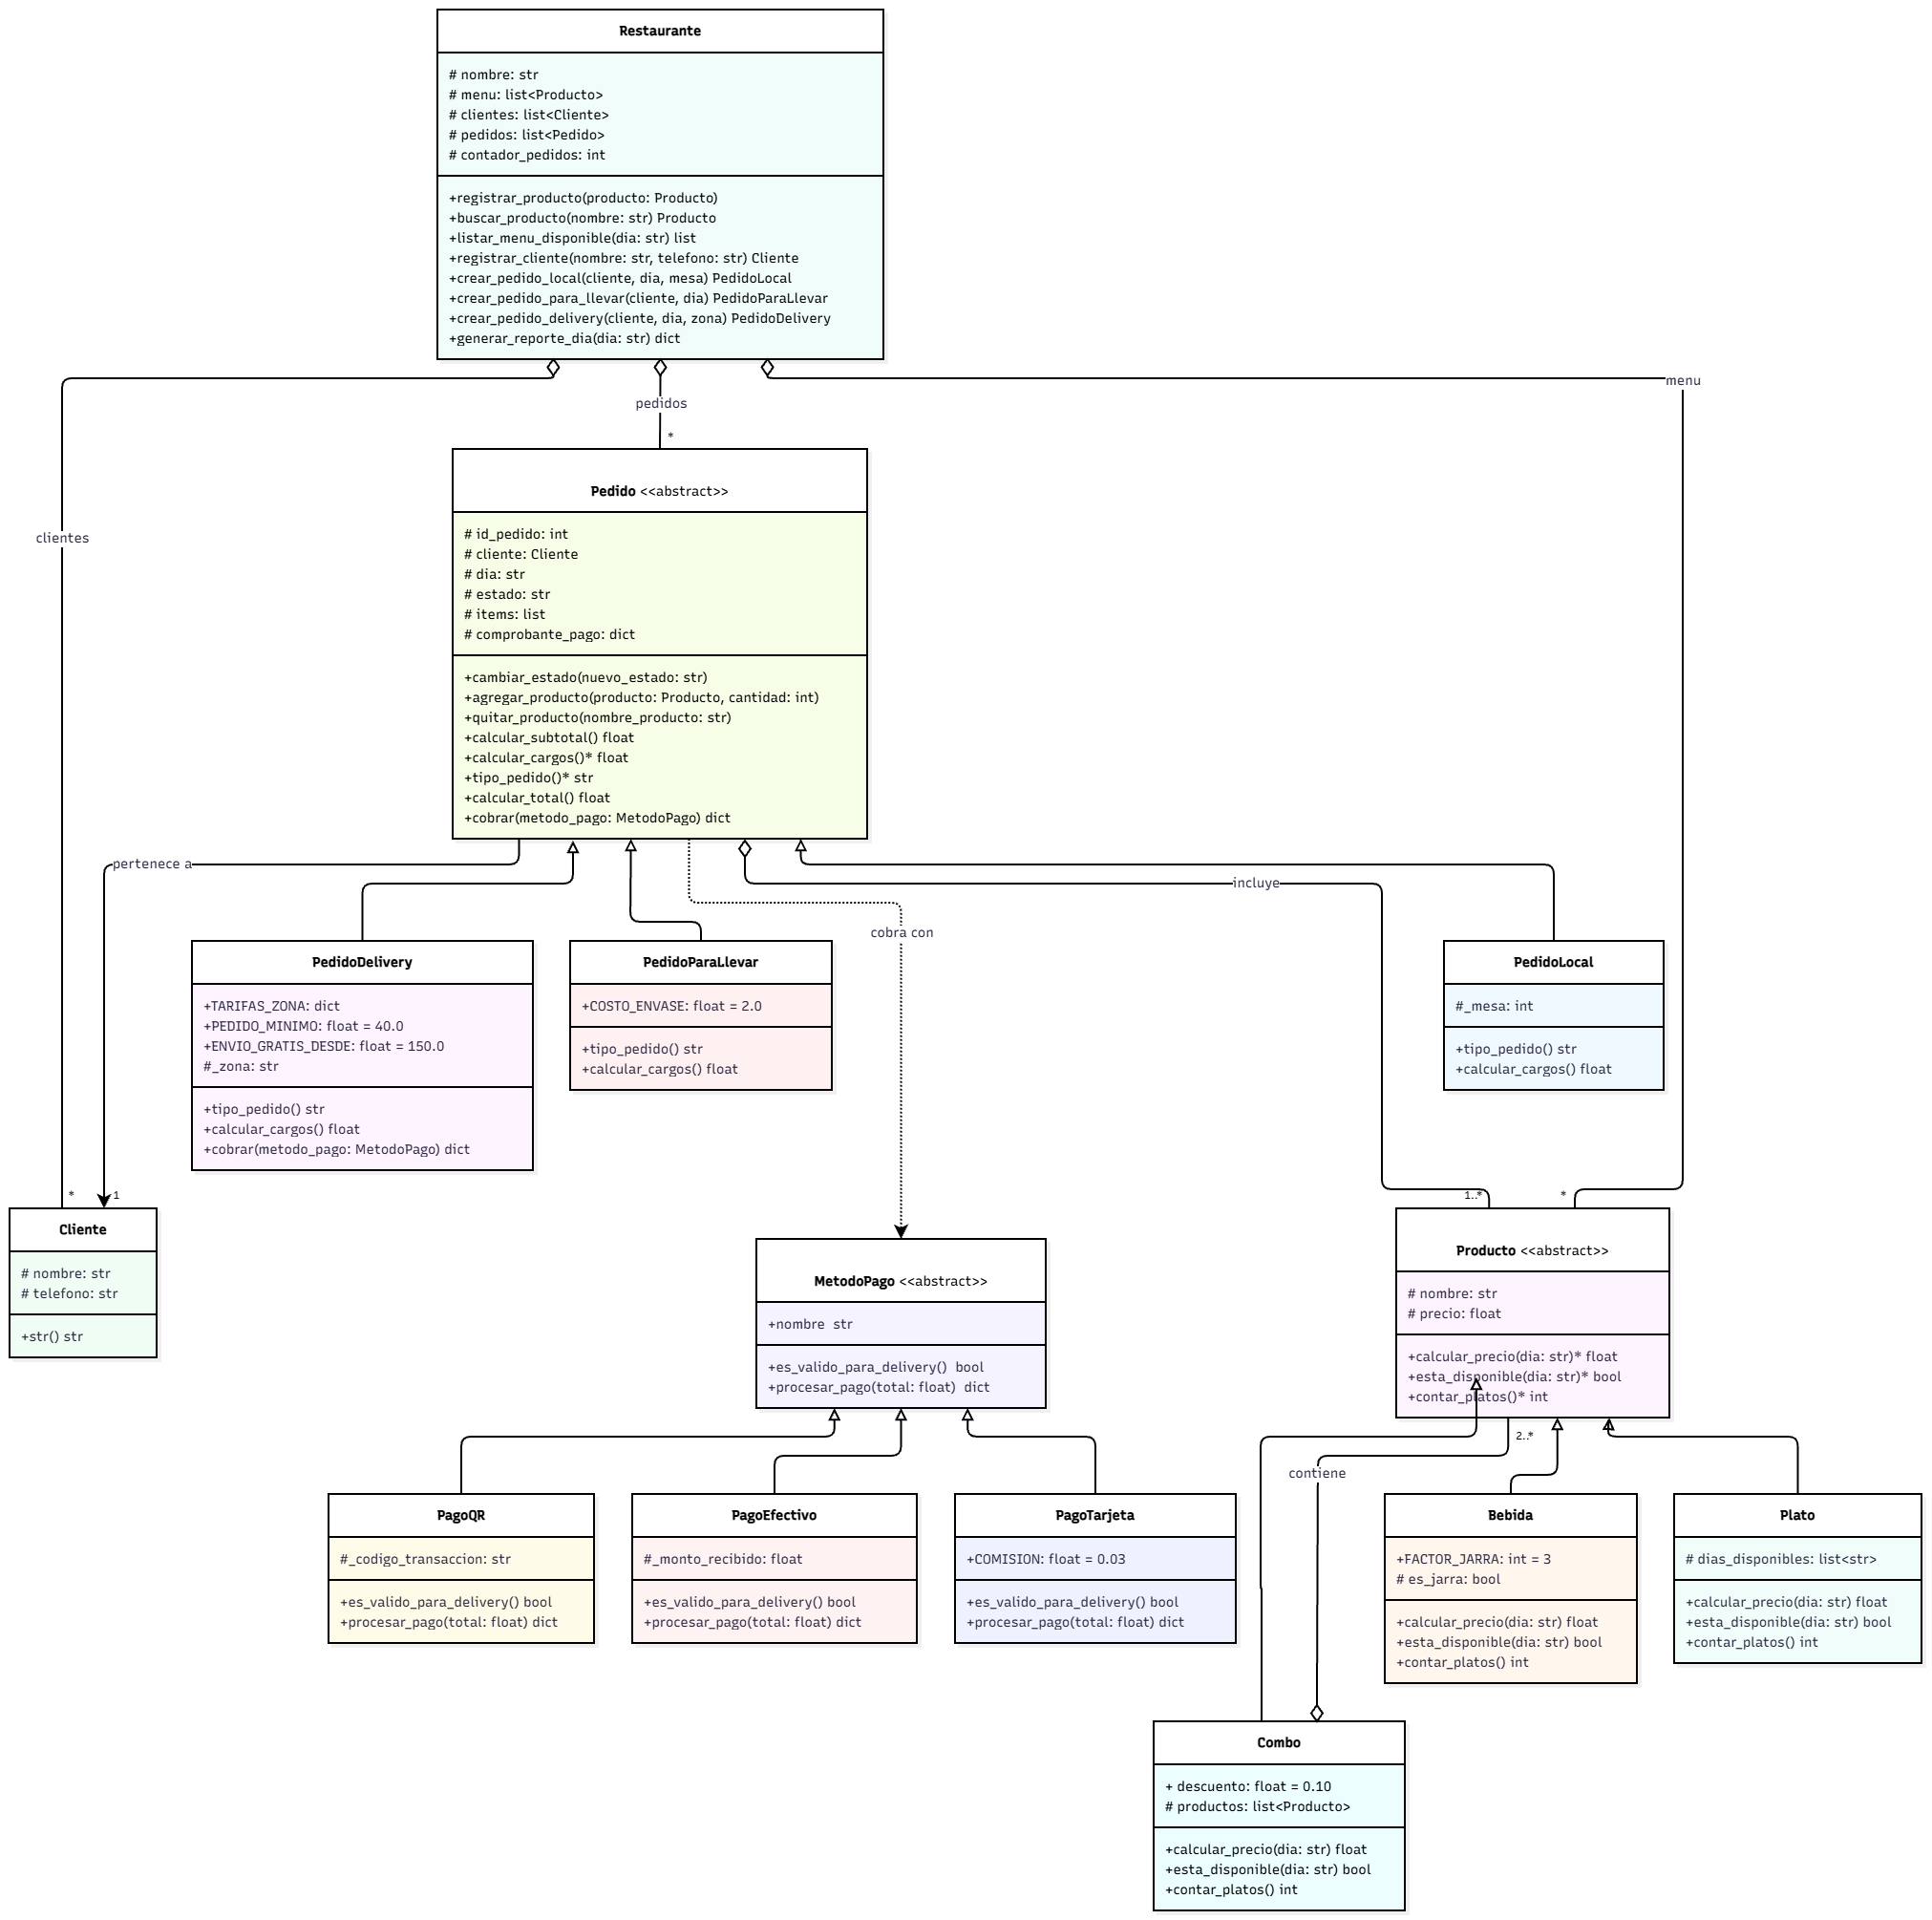 Restaurante
# nombre: str
# menu: list<Producto>
# clientes: list<Cliente>
# pedidos: list<Pedido>
# contador_pedidos: int
+registrar_producto(producto: Producto)
+buscar_producto(nombre: str) Producto
+listar_menu_disponible(dia: str) list
+registrar_cliente(nombre: str, telefono: str) Cliente
+crear_pedido_local(cliente, dia, mesa) PedidoLocal
+crear_pedido_para_llevar(cliente, dia) PedidoParaLlevar
+crear_pedido_delivery(cliente, dia, zona) PedidoDelivery
+generar_reporte_dia(dia: str) dict
menu
pedidos
*
clientes
Pedido <<abstract>>
# id_pedido: int
# cliente: Cliente
# dia: str
# estado: str
# items: list
# comprobante_pago: dict
+cambiar_estado(nuevo_estado: str)
+agregar_producto(producto: Producto, cantidad: int)
+quitar_producto(nombre_producto: str)
+calcular_subtotal() float
+calcular_cargos()* float
+tipo_pedido()* str
+calcular_total() float
+cobrar(metodo_pago: MetodoPago) dict
pertenece a
incluye
cobra con
PedidoDelivery
+TARIFAS_ZONA: dict
+PEDIDO_MINIMO: float = 40.0
+ENVIO_GRATIS_DESDE: float = 150.0
#_zona: str
+tipo_pedido() str
+calcular_cargos() float
+cobrar(metodo_pago: MetodoPago) dict
PedidoParaLlevar
+COSTO_ENVASE: float = 2.0
+tipo_pedido() str
+calcular_cargos() float
PedidoLocal
#_mesa: int
+tipo_pedido() str
+calcular_cargos() float
*
1
1..*
*
Cliente
# nombre: str
# telefono: str
+str() str
MetodoPago <<abstract>>
+nombre  str
+es_valido_para_delivery()  bool
+procesar_pago(total: float)  dict
Producto <<abstract>>
# nombre: str
# precio: float
+calcular_precio(dia: str)* float
+esta_disponible(dia: str)* bool
+contar_platos()* int
2..*
contiene
PagoQR
#_codigo_transaccion: str
+es_valido_para_delivery() bool
+procesar_pago(total: float) dict
PagoEfectivo
#_monto_recibido: float
+es_valido_para_delivery() bool
+procesar_pago(total: float) dict
PagoTarjeta
+COMISION: float = 0.03
+es_valido_para_delivery() bool
+procesar_pago(total: float) dict
Bebida
+FACTOR_JARRA: int = 3
# es_jarra: bool
+calcular_precio(dia: str) float
+esta_disponible(dia: str) bool
+contar_platos() int
Plato
# dias_disponibles: list<str>
+calcular_precio(dia: str) float
+esta_disponible(dia: str) bool
+contar_platos() int
Combo
+ descuento: float = 0.10
# productos: list<Producto>
+calcular_precio(dia: str) float
+esta_disponible(dia: str) bool
+contar_platos() int